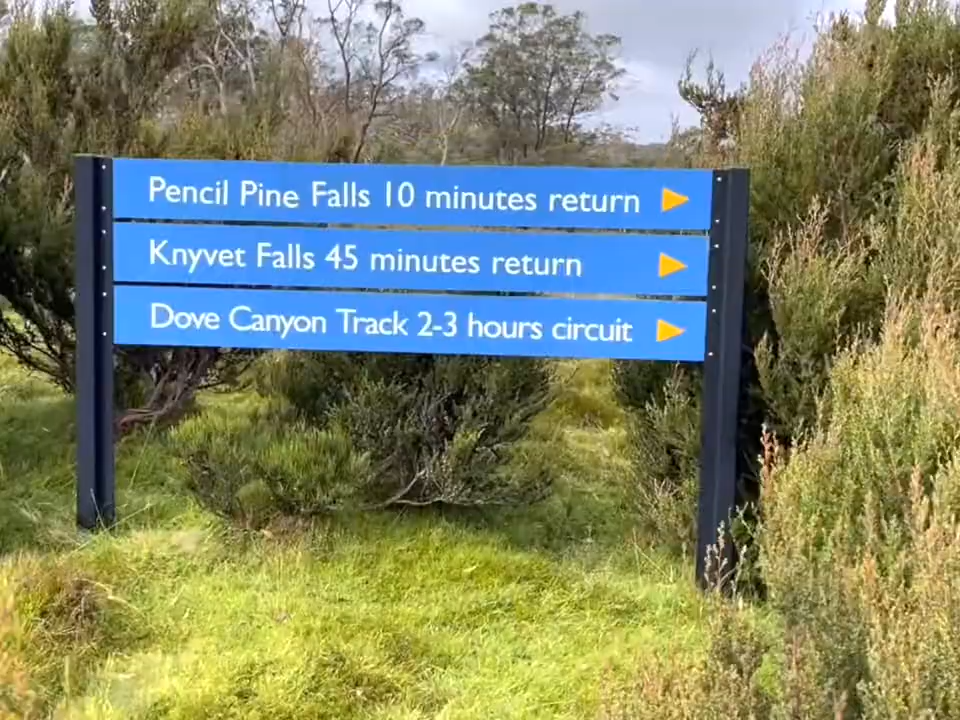 Pencil Pine Falls 10 minutes return
Knyvet Falls 45 minutes return
Dove Canyon Track 2-3 hours circuit